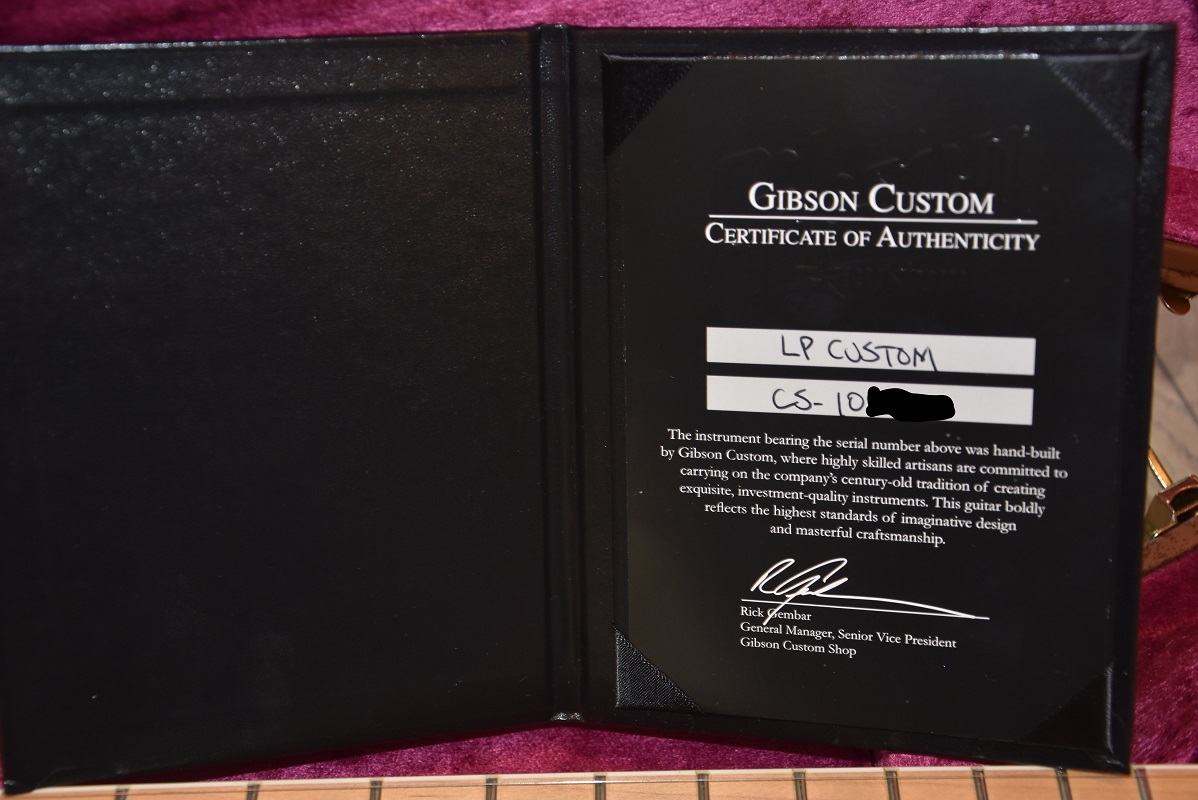 GIBSON CUSTOM
CERTIFICATE OF AUTHENTICITY
LP CUSTOM
CS-10
The instrument bearing the serial number above was hand-built
by Gibson Custom, where highly skilled artisans are committed to
carrying on the company's century-old tradition of creating
exquisite, investment-quality instruments. This guitar boldly
reflects the highest standards of imaginative design
and masterful craftsmanship.
Rick Gembar
General Manager, Senior Vice President
Gibson Custom Shop